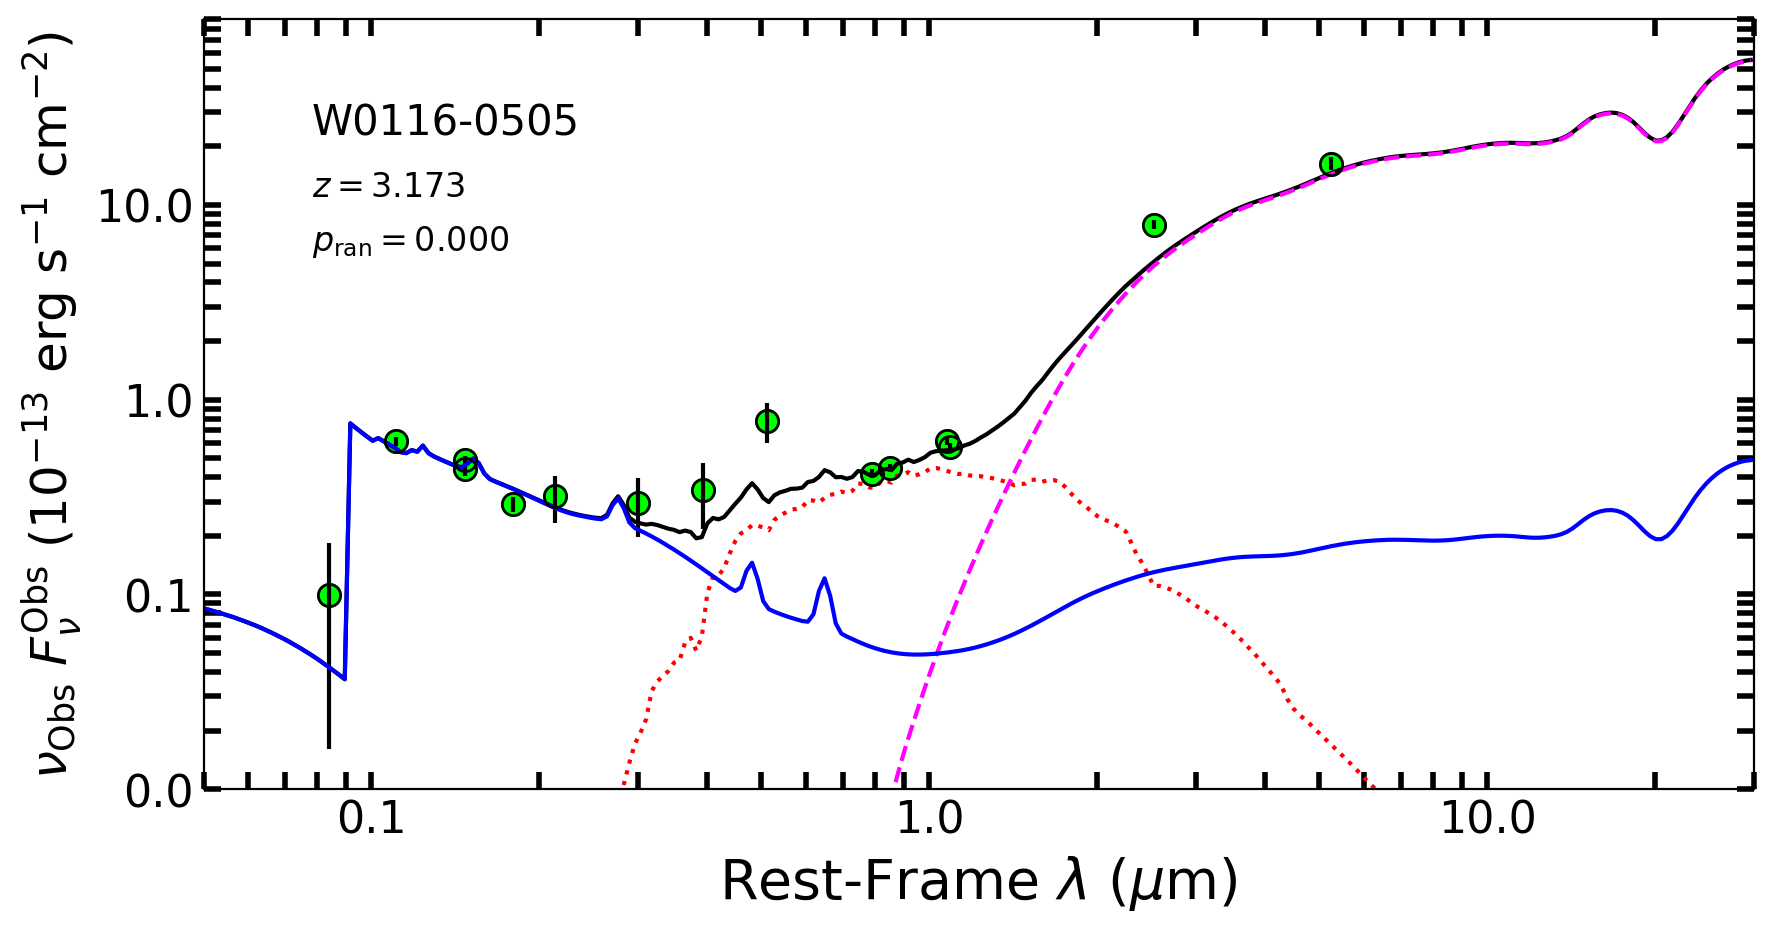 W0116-0505
z = 3.173
p_ran = 0.000
10.0
1.0
0.1
0.0
0.1
1.0
10.0
Rest-Frame λ (μm)
ν_Obs F_ν^Obs (10^−13 erg s^−1 cm^−2)